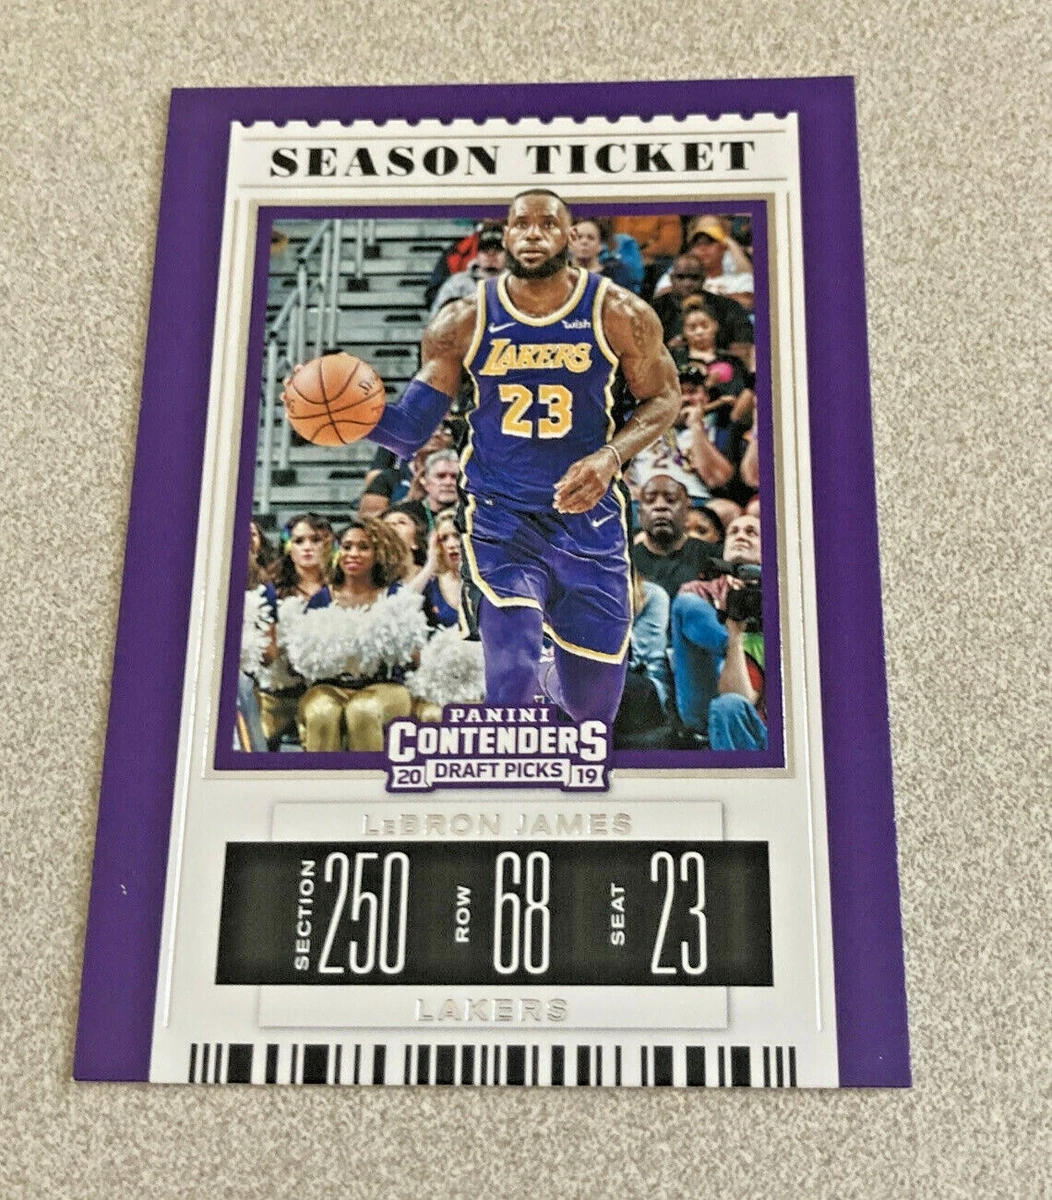 SEASON TICKET
wish
LAKERS
23
PANINI
CONTENDERS
20 DRAFT PICKS 19
LeBRON JAMES
SECTION 250 ROW 68 SEAT 23
LAKERS